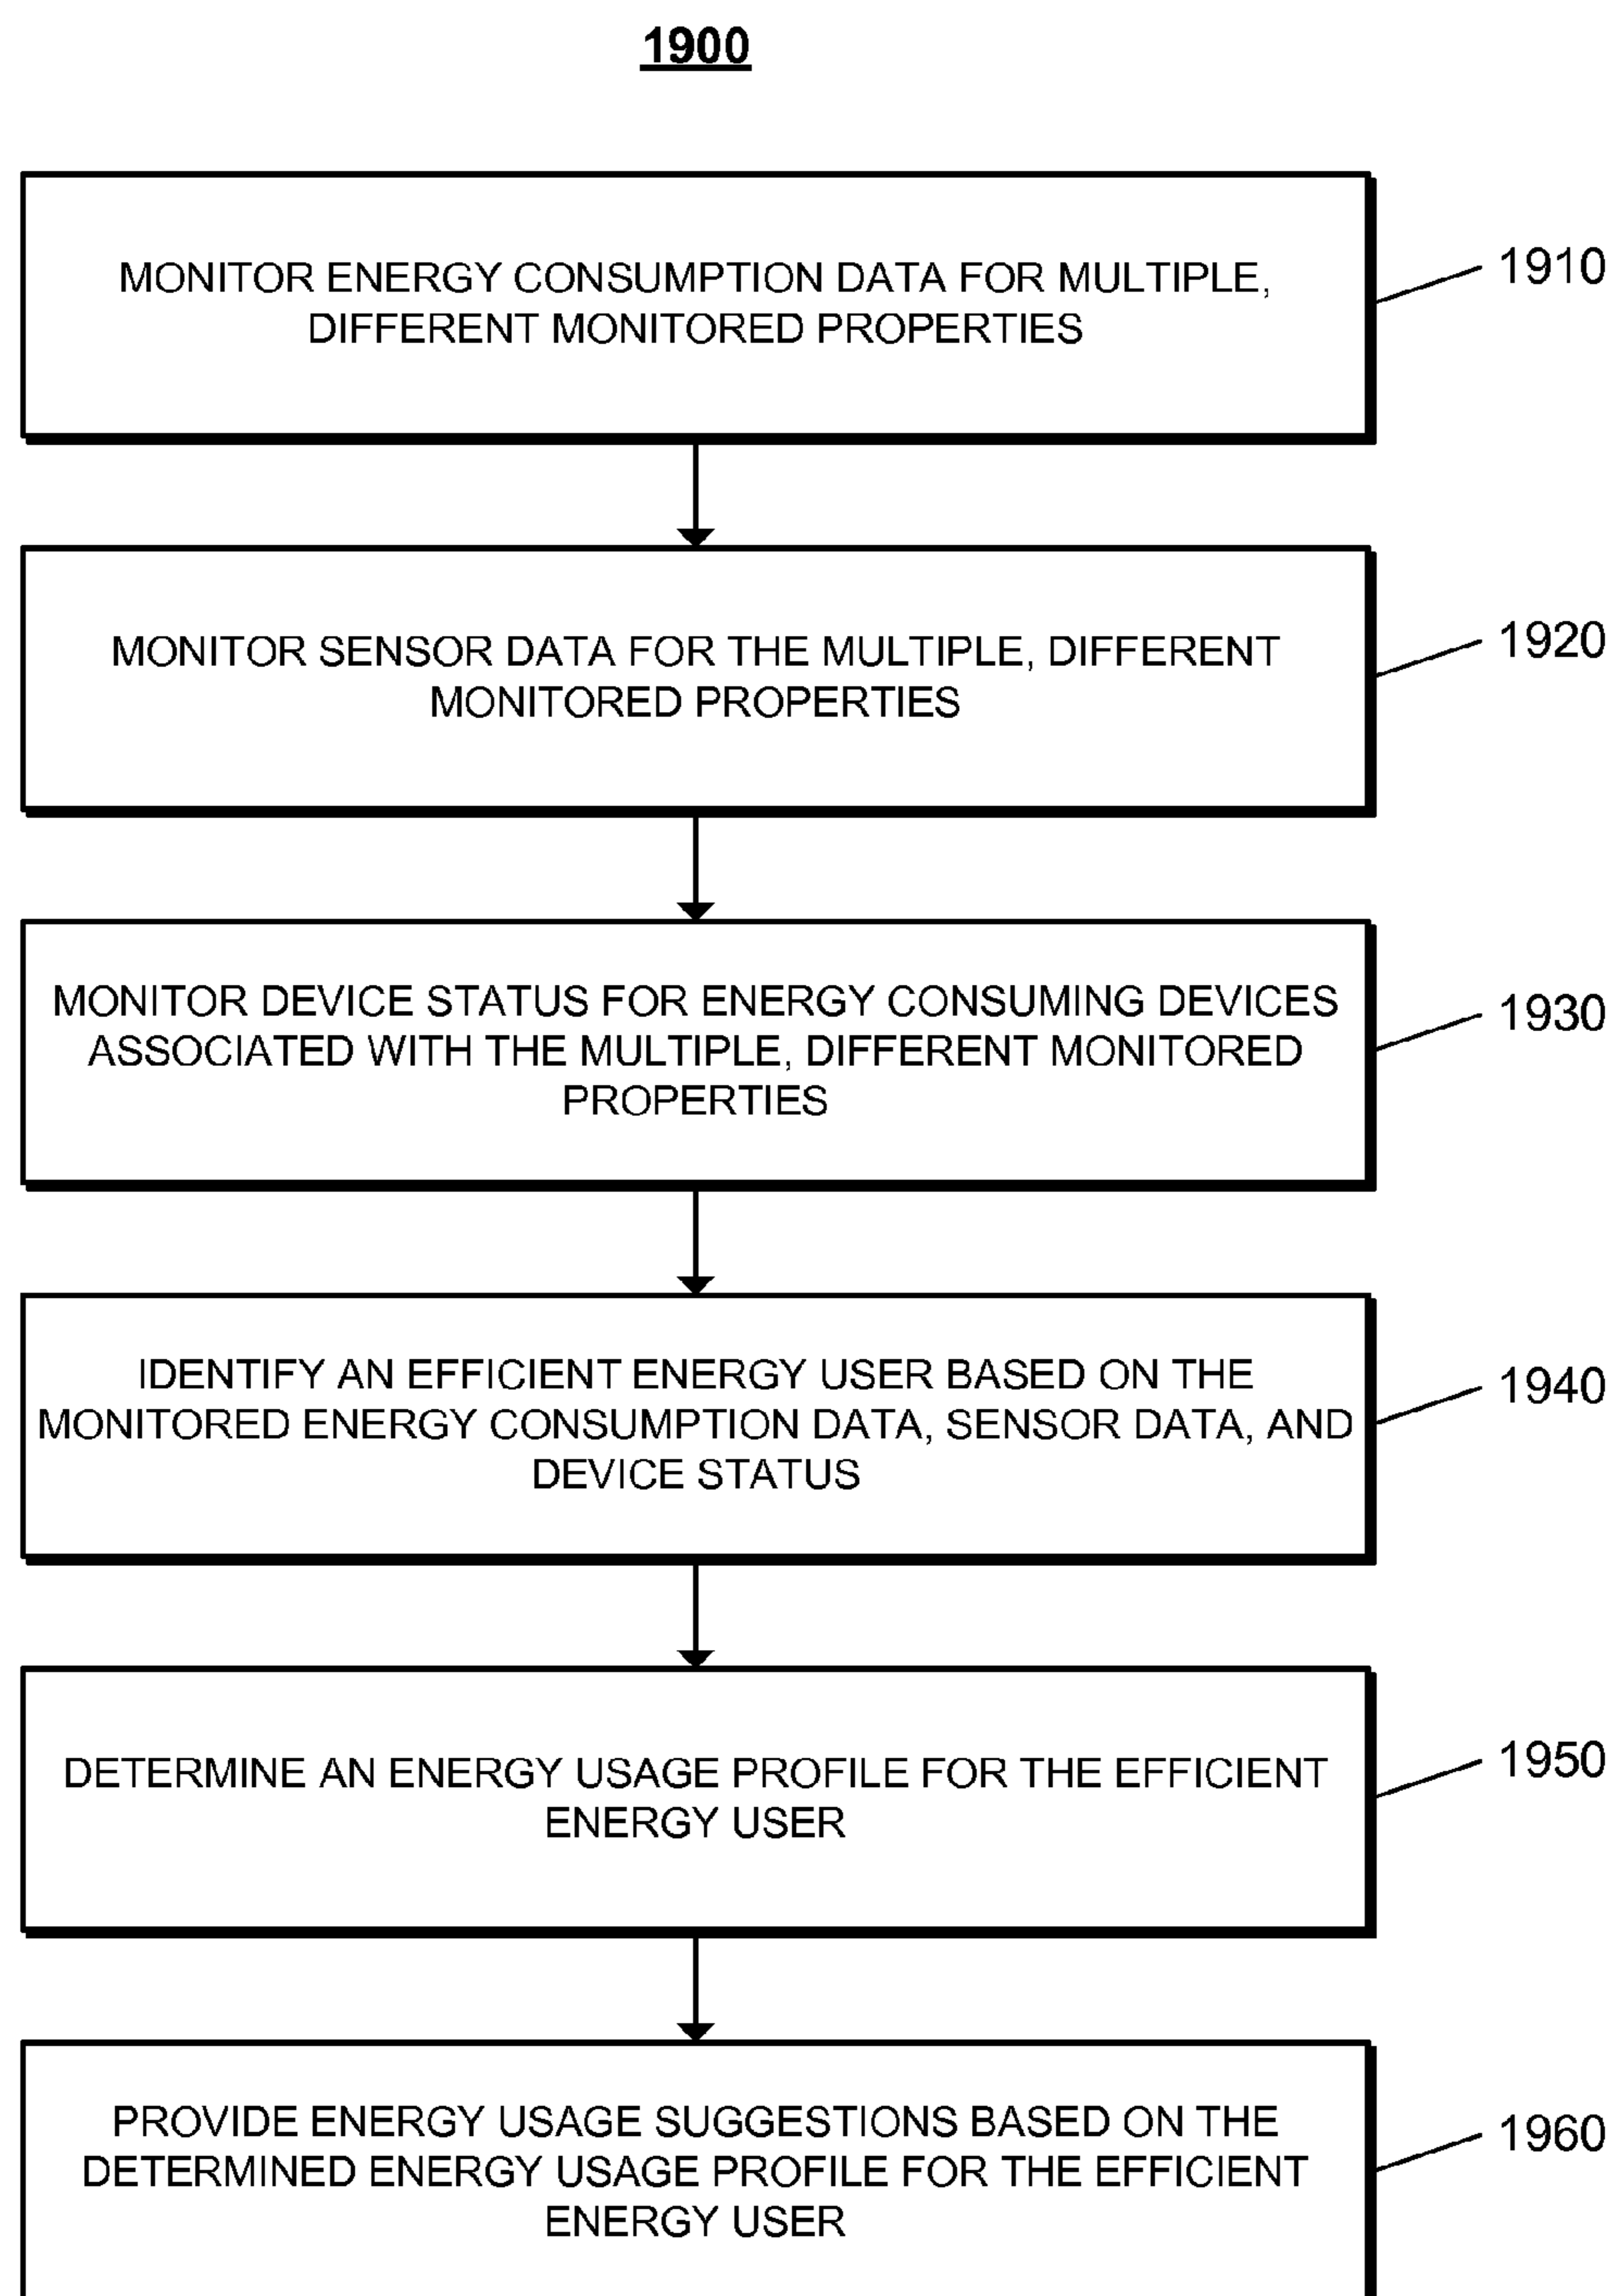 1900
MONITOR ENERGY CONSUMPTION DATA FOR MULTIPLE,
DIFFERENT MONITORED PROPERTIES
1910
MONITOR SENSOR DATA FOR THE MULTIPLE, DIFFERENT
MONITORED PROPERTIES
1920
MONITOR DEVICE STATUS FOR ENERGY CONSUMING DEVICES
ASSOCIATED WITH THE MULTIPLE, DIFFERENT MONITORED
PROPERTIES
1930
IDENTIFY AN EFFICIENT ENERGY USER BASED ON THE
MONITORED ENERGY CONSUMPTION DATA, SENSOR DATA, AND
DEVICE STATUS
1940
DETERMINE AN ENERGY USAGE PROFILE FOR THE EFFICIENT
ENERGY USER
1950
PROVIDE ENERGY USAGE SUGGESTIONS BASED ON THE
DETERMINED ENERGY USAGE PROFILE FOR THE EFFICIENT
ENERGY USER
1960